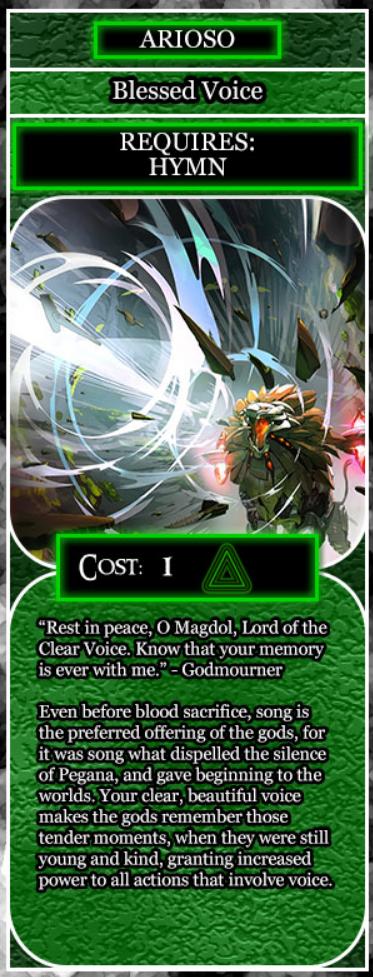 ARIOSO
Blessed Voice
REQUIRES:
HYMN
COST: 1
“Rest in peace, O Magdol, Lord of the
Clear Voice. Know that your memory
is ever with me.” - Godmourner
Even before blood sacrifice, song is
the preferred offering of the gods, for
it was song what dispelled the silence
of Pegana, and gave beginning to the
worlds. Your clear, beautiful voice
makes the gods remember those
tender moments, when they were still
young and kind, granting increased
power to all actions that involve voice.